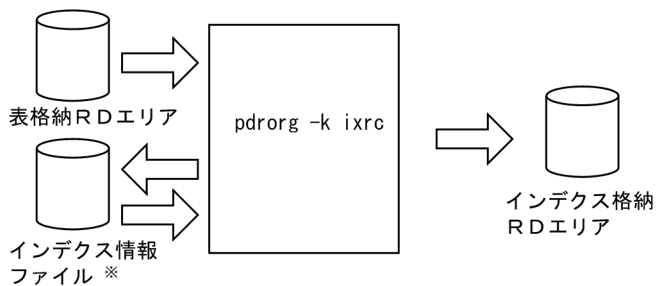 表格納ＲＤエリア
pdrorg -k ixrc
インデクス情報
ファイル ※
インデクス格納
ＲＤエリア